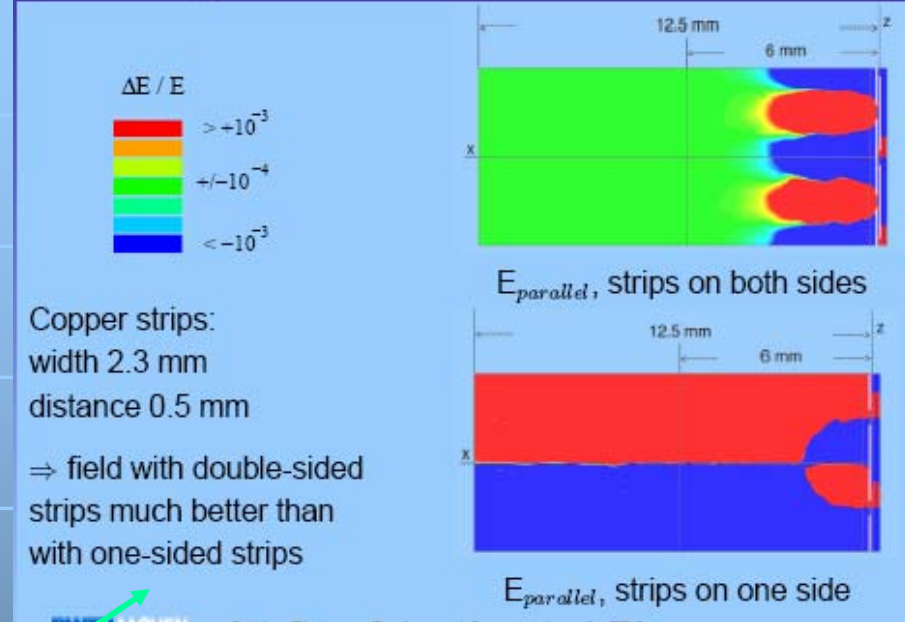 ΔE / E
> +10⁻³
+/−10⁻⁴
< −10⁻³
Copper strips:
width 2.3 mm
distance 0.5 mm
⇒ field with double-sided
strips much better than
with one-sided strips
12.5 mm
z
6 mm
x
E_parallel, strips on both sides
12.5 mm
z
6 mm
x
E_parallel, strips on one side